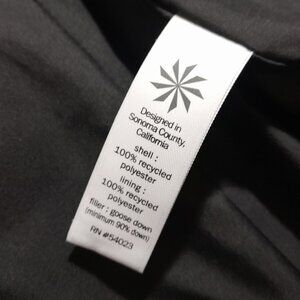 Designed in
Sonoma County,
California
shell :
100% recycled
polyester
lining :
100% recycled
polyester
filler : goose down
(minimum 90% down)
RN #54023